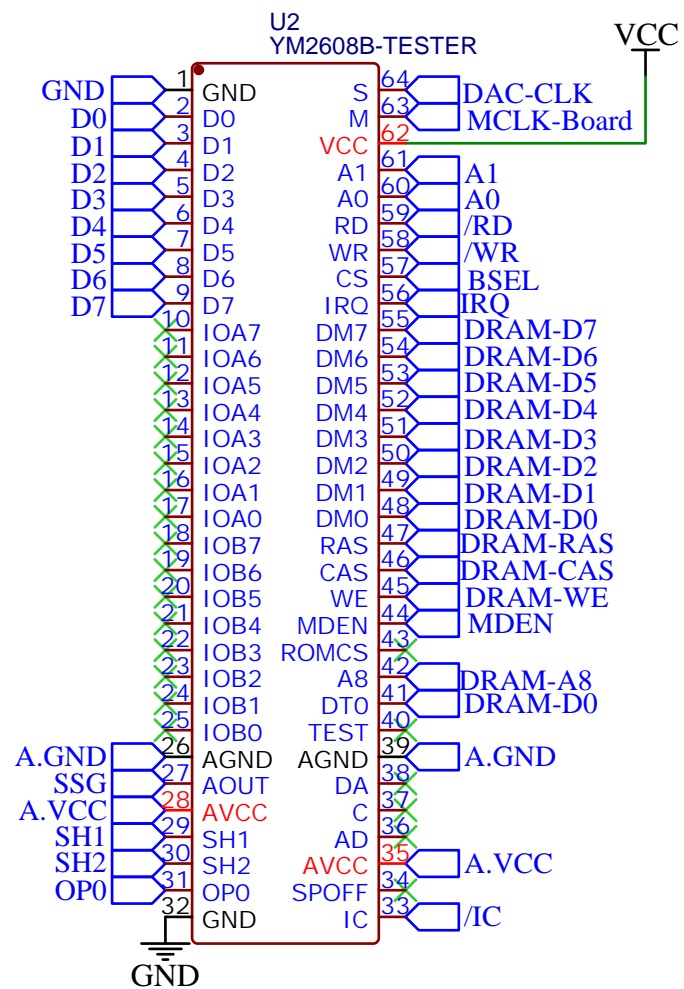 U2
YM2608B-TESTER
VCC
GND 1 GND S 64 DAC-CLK
D0 2 D0 M 63 MCLK-Board
D1 3 D1 VCC 62
D2 4 D2 A1 61 A1
D3 5 D3 A0 60 A0
D4 6 D4 RD 59 /RD
D5 7 D5 WR 58 /WR
D6 8 D6 CS 57 BSEL
D7 9 D7 IRQ 56 IRQ
10 IOA7 DM7 55 DRAM-D7
11 IOA6 DM6 54 DRAM-D6
12 IOA5 DM5 53 DRAM-D5
13 IOA4 DM4 52 DRAM-D4
14 IOA3 DM3 51 DRAM-D3
15 IOA2 DM2 50 DRAM-D2
16 IOA1 DM1 49 DRAM-D1
17 IOA0 DM0 48 DRAM-D0
18 IOB7 RAS 47 DRAM-RAS
19 IOB6 CAS 46 DRAM-CAS
20 IOB5 WE 45 DRAM-WE
21 IOB4 MDEN 44 MDEN
22 IOB3 ROMCS 43
23 IOB2 A8 42 DRAM-A8
24 IOB1 DT0 41 DRAM-D0
25 IOB0 TEST 40
A.GND 26 AGND AGND 39 A.GND
SSG 27 AOUT DA 38
A.VCC 28 AVCC C 37
SH1 29 SH1 AD 36
SH2 30 SH2 AVCC 35 A.VCC
OP0 31 OP0 SPOFF 34
32 GND IC 33 /IC
GND